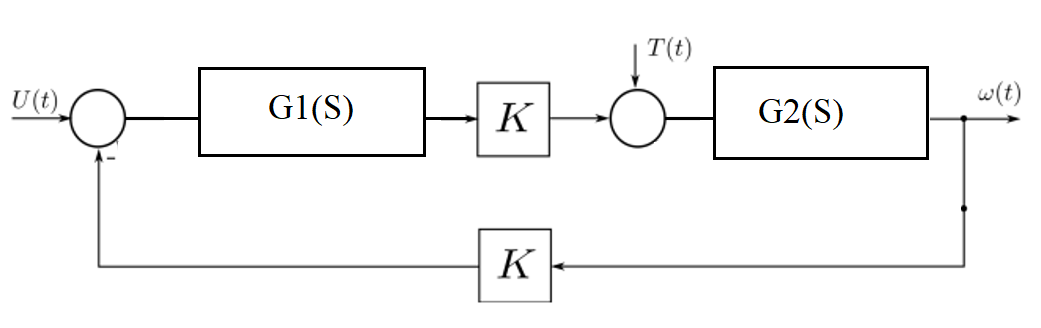 T(t)
U(t)
G1(S)
K
G2(S)
ω(t)
-
K